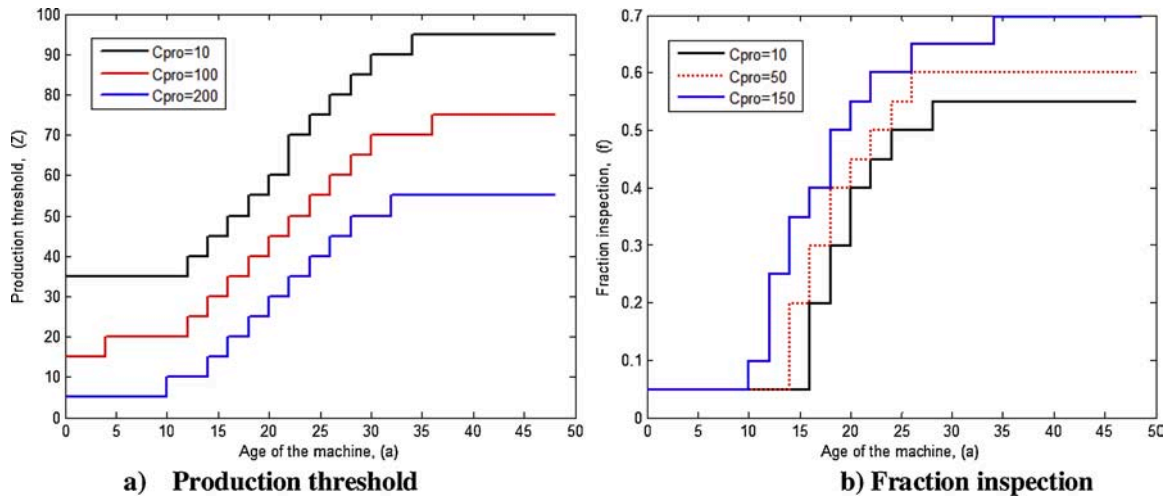 100
90
80
70
60
50
40
30
20
10
0
Production threshold, (Z)
Cpro=10
Cpro=100
Cpro=200
0 5 10 15 20 25 30 35 40 45 50
Age of the machine, (a)
a) Production threshold
0.7
0.6
0.5
0.4
0.3
0.2
0.1
0
Fraction inspection, (f)
Cpro=10
Cpro=50
Cpro=150
0 5 10 15 20 25 30 35 40 45 50
Age of the machine, (a)
b) Fraction inspection